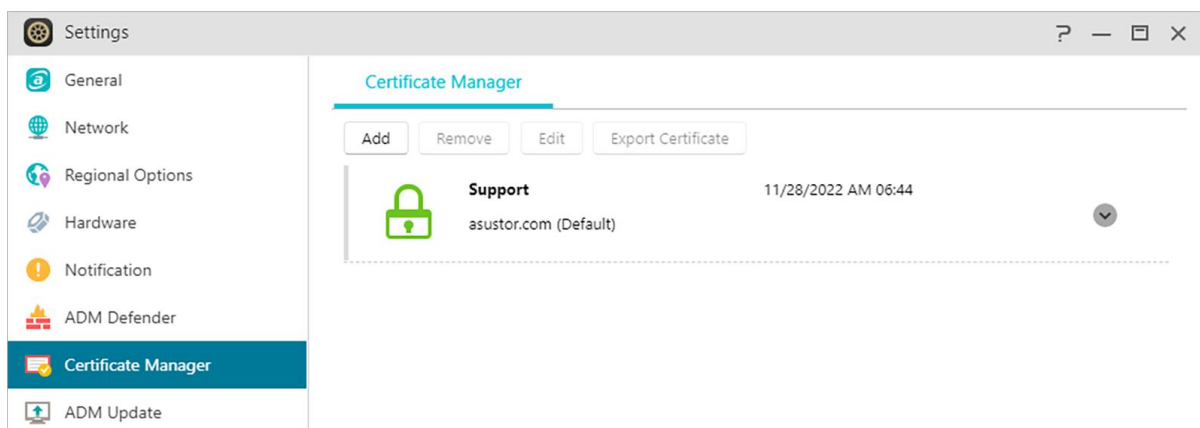 Settings
General
Network
Regional Options
Hardware
Notification
ADM Defender
Certificate Manager
ADM Update
Certificate Manager
Add Remove Edit Export Certificate
Support 11/28/2022 AM 06:44
asustor.com (Default)